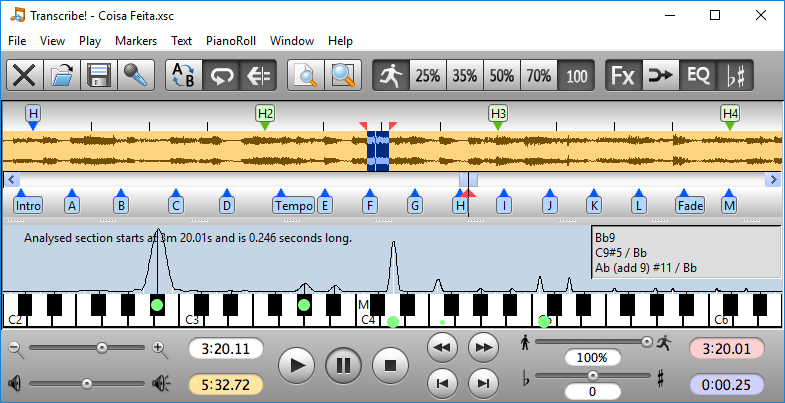 Transcribe! - Coisa Feita.xsc
File View Play Markers Text PianoRoll Window Help
A B 25% 35% 50% 70% 100 Fx EQ ♭♯
H H2 H3 H4
Intro A B C D Tempo E F G H I J K L Fade M
Analysed section starts at 3m 20.01s and is 0.246 seconds long.
Bb9
C9#5 / Bb
Ab (add 9) #11 / Bb
C2 C3 C4 C6
3:20.11 100% 3:20.01
5:32.72 ♭ 0 ♯ 0:00.25